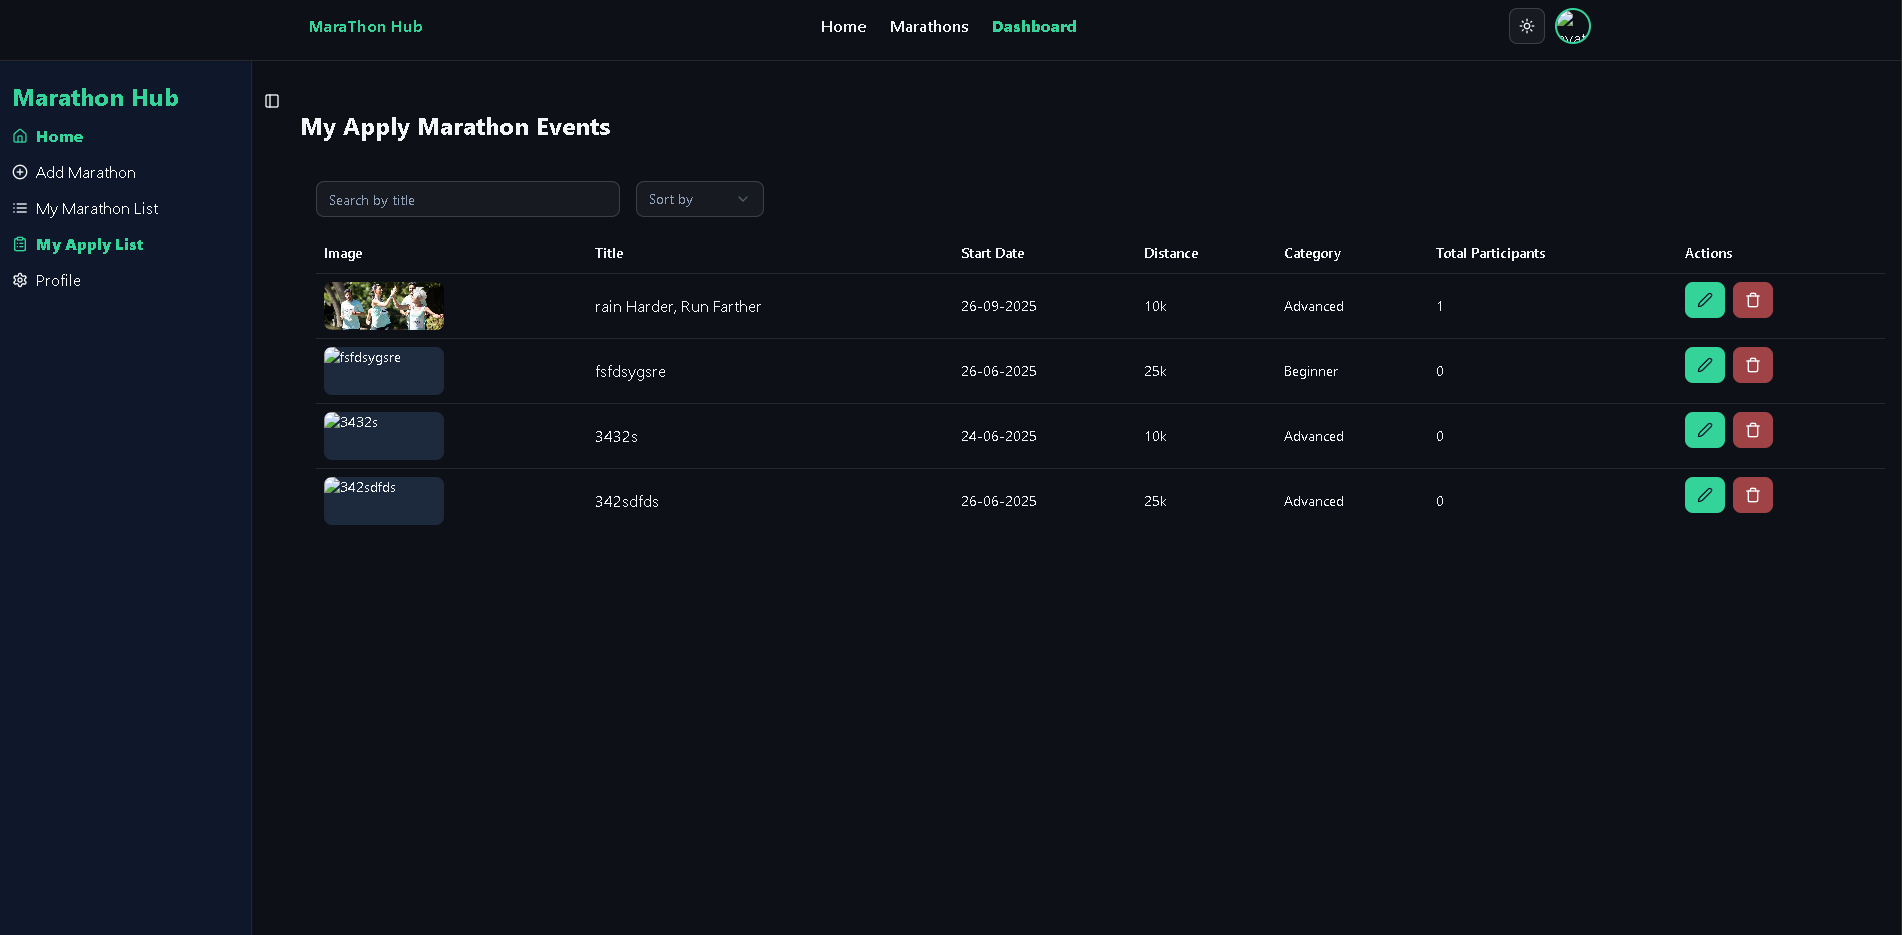 MaraThon Hub
Home Marathons Dashboard
Marathon Hub
Home
Add Marathon
My Marathon List
My Apply List
Profile
My Apply Marathon Events
Search by title
Sort by
Image Title Start Date Distance Category Total Participants Actions
rain Harder, Run Farther 26-09-2025 10k Advanced 1
fsfdsygsre fsfdsygsre 26-06-2025 25k Beginner 0
3432s 3432s 24-06-2025 10k Advanced 0
342sdfds 342sdfds 26-06-2025 25k Advanced 0